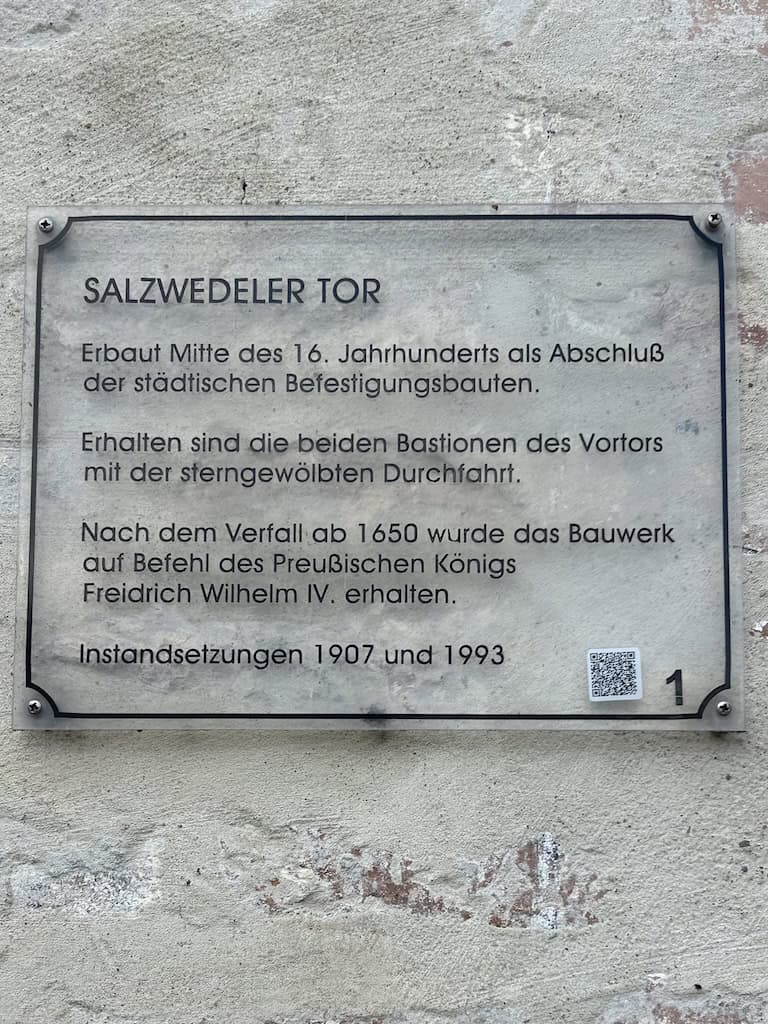 SALZWEDELER TOR
Erbaut Mitte des 16. Jahrhunderts als Abschluß
der städtischen Befestigungsbauten.
Erhalten sind die beiden Bastionen des Vortors
mit der sterngewölbten Durchfahrt.
Nach dem Verfall ab 1650 wurde das Bauwerk
auf Befehl des Preußischen Königs
Freidrich Wilhelm IV. erhalten.
Instandsetzungen 1907 und 1993
1